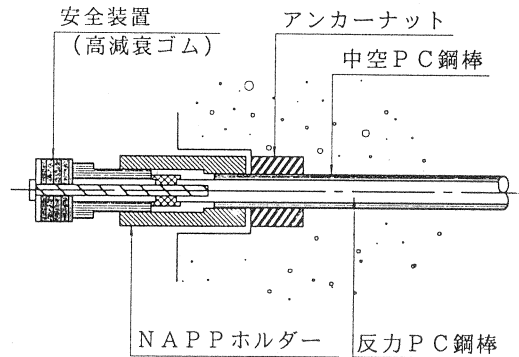 安全装置
(高減衰ゴム)
アンカーナット
中空PC鋼棒
NAPPホルダー
反力PC鋼棒